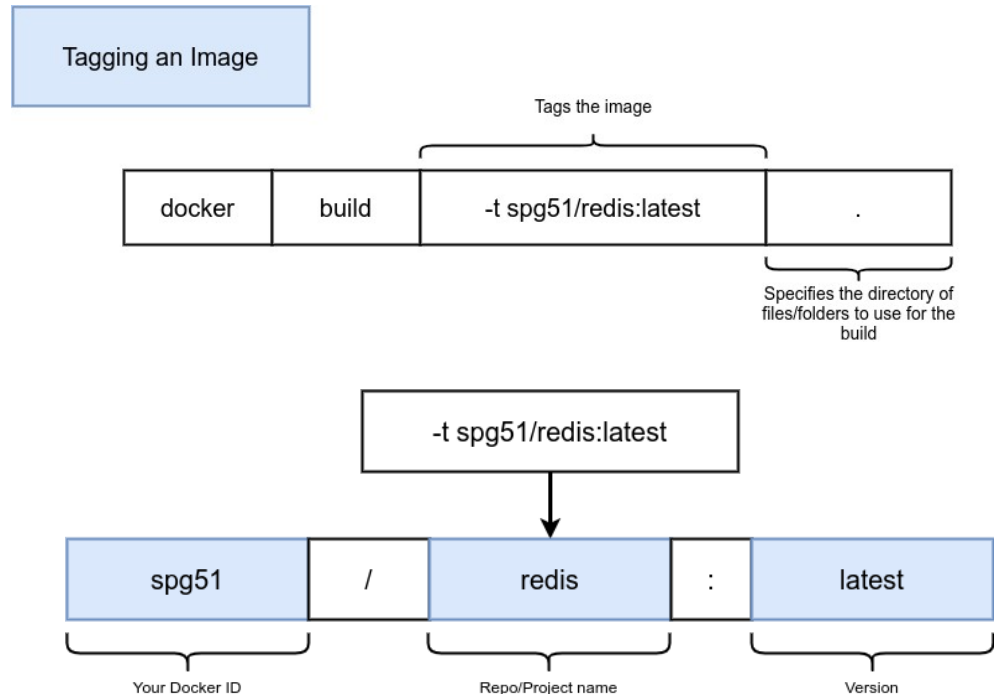 Tagging an Image
Tags the image
docker build -t spg51/redis:latest .
Specifies the directory of
files/folders to use for the
build
-t spg51/redis:latest
spg51 / redis : latest
Your Docker ID Repo/Project name Version